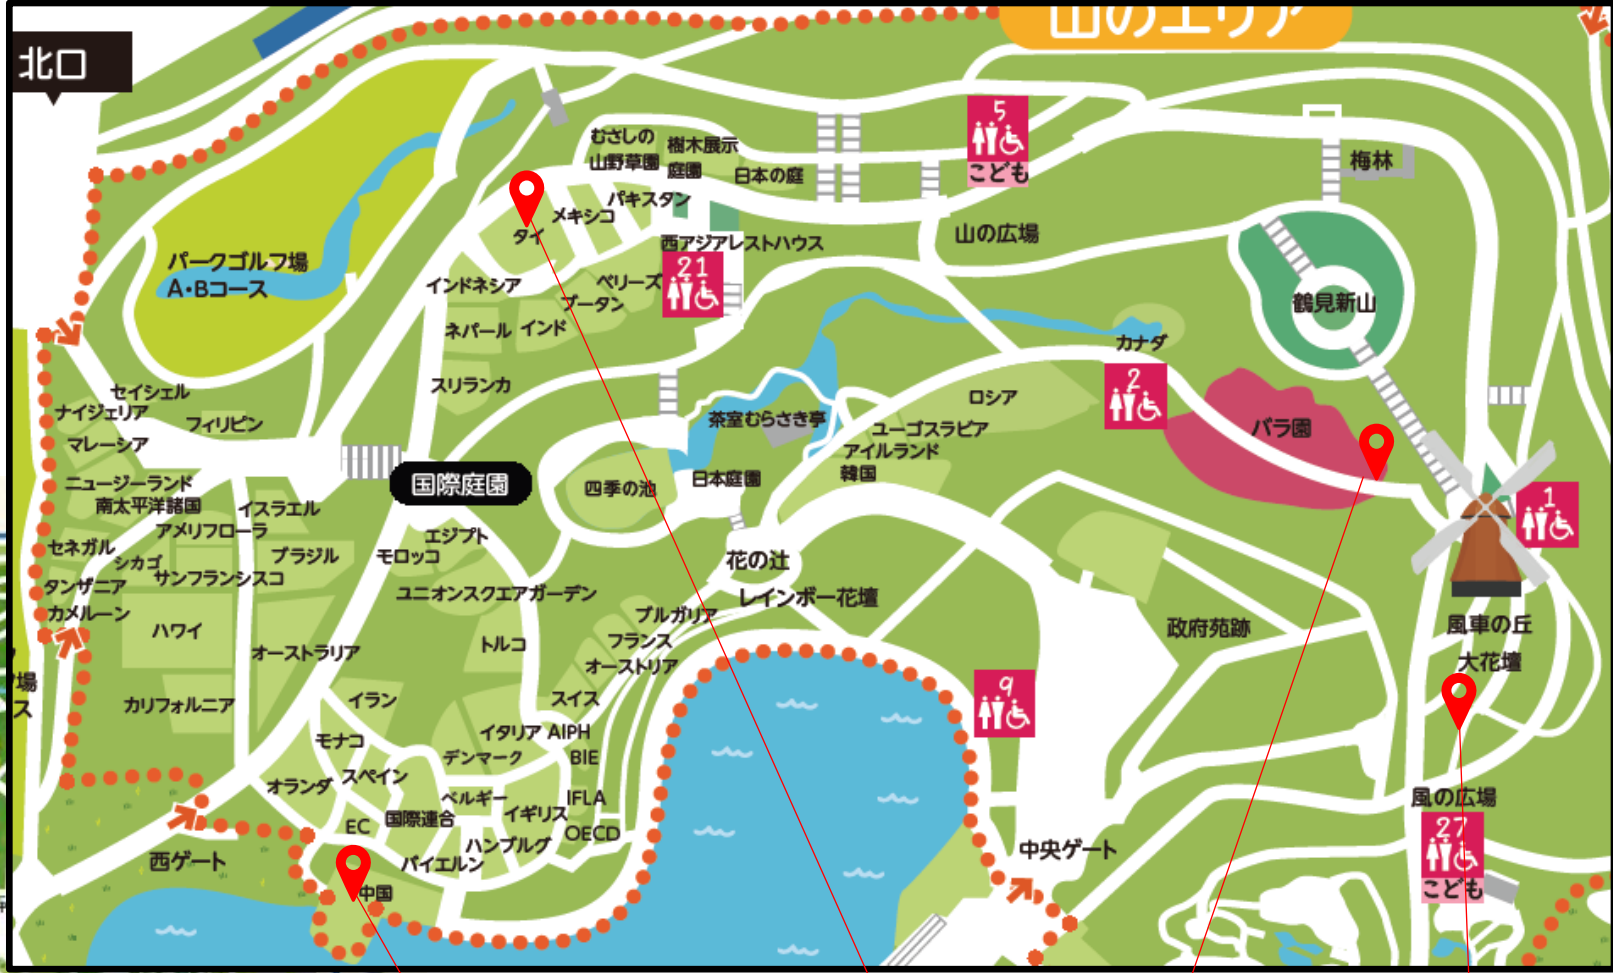 山のエリア
北口
5
こども
むさしの
山野草園
樹木展示
庭園
日本の庭
梅林
パキスタン
メキシコ
タイ
西アジアレストハウス
山の広場
パークゴルフ場
A・Bコース
21
インドネシア
ベリーズ
ブータン
鶴見新山
ネパール
インド
カナダ
2
スリランカ
セイシェル
ナイジェリア
フィリピン
マレーシア
ロシア
茶室むらさき亭
ユーゴスラビア
アイルランド
韓国
バラ園
国際庭園
四季の池
日本庭園
ニュージーランド
南太平洋諸国
イスラエル
アメリフローラ
1
セネガル
シカゴ
ブラジル
エジプト
モロッコ
花の辻
タンザニア
サンフランシスコ
ユニオンスクエアガーデン
レインボー花壇
カメルーン
ハワイ
ブルガリア
フランス
オーストリア
政府苑跡
風車の丘
大花壇
オーストラリア
トルコ
場
ス
カリフォルニア
イラン
スイス
9
モナコ
イタリア
AIPH
デンマーク
BIE
オランダ
スペイン
ベルギー
IFLA
風の広場
EC
国際連合
イギリス
OECD
27
こども
西ゲート
バイエルン
ハンブルグ
中央ゲート
中国